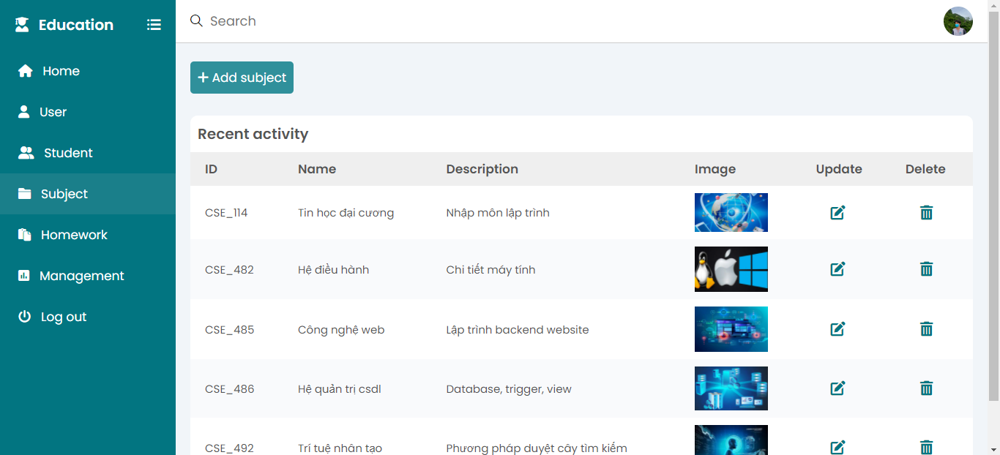 Education
Search
Home
User
Student
Subject
Homework
Management
Log out
+ Add subject
Recent activity
ID Name Description Image Update Delete
CSE_114 Tin học đại cương Nhập môn lập trình
CSE_482 Hệ điều hành Chi tiết máy tính
CSE_485 Công nghệ web Lập trình backend website
CSE_486 Hệ quản trị csdl Database, trigger, view
CSE_492 Trí tuệ nhân tạo Phương pháp duyệt cây tìm kiếm